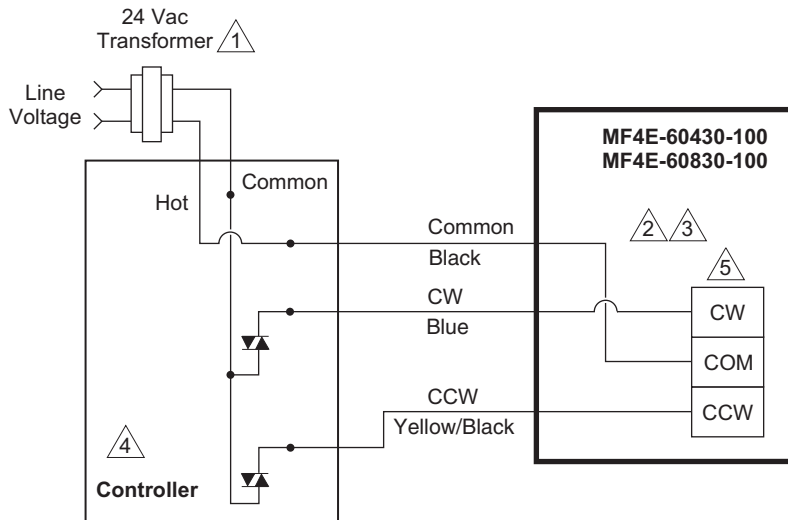 24 Vac
Transformer 1
Line
Voltage
MF4E-60430-100
MF4E-60830-100
Common
Hot
Common
Black
2 3
5
CW
Blue
CW
COM
CCW
CCW
Yellow/Black
4
Controller